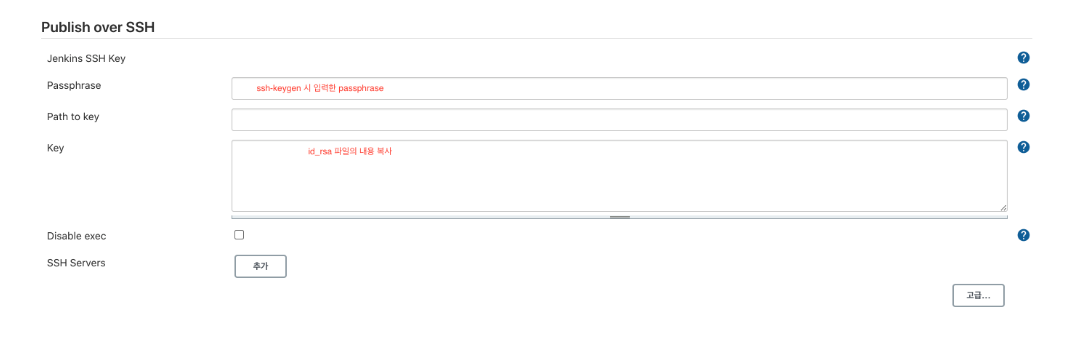 Publish over SSH
Jenkins SSH Key
Passphrase
ssh-keygen 시 입력한 passphrase
Path to key
Key
id_rsa 파일의 내용 복사
Disable exec
SSH Servers
추가
고급...